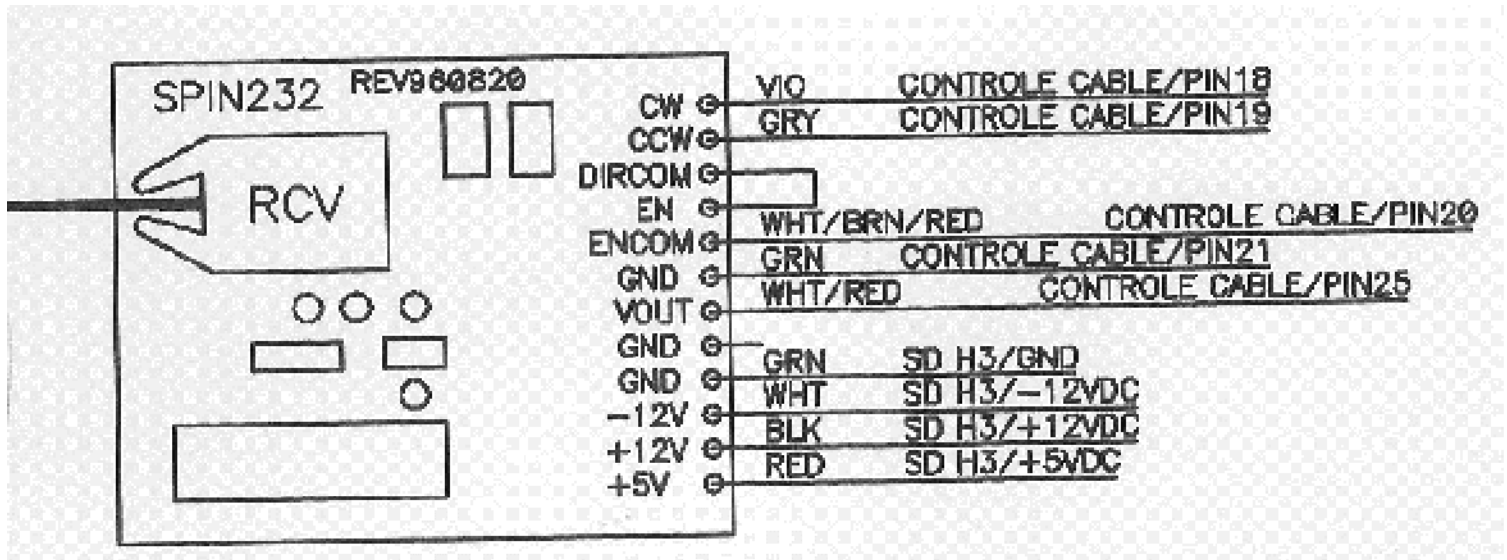 SPIN232 REV960820
RCV
CW VIO CONTROLE CABLE/PIN18
CCW GRY CONTROLE CABLE/PIN19
DIRCOM
EN
ENCOM WHT/BRN/RED CONTROLE CABLE/PIN20
GND GRN CONTROLE CABLE/PIN21
VOUT WHT/RED CONTROLE CABLE/PIN25
GND
GND GRN SD H3/GND
-12V WHT SD H3/-12VDC
+12V BLK SD H3/+12VDC
+5V RED SD H3/+5VDC